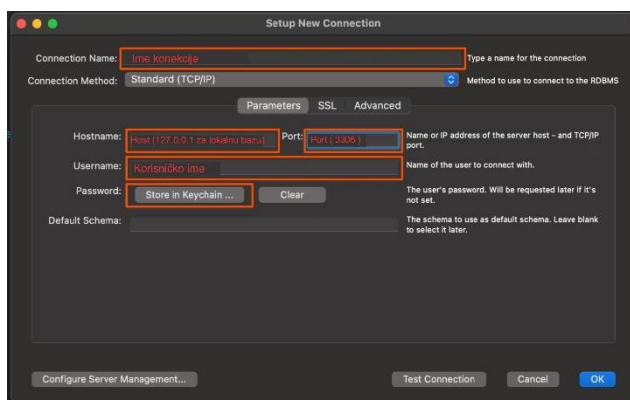 Setup New Connection
Connection Name: Ime konekcije Type a name for the connection
Connection Method: Standard (TCP/IP) Method to use to connect to the RDBMS
Parameters SSL Advanced
Hostname: Host (127.0.0.1 za lokalnu bazu) Port: Port ( 3306 ) Name or IP address of the server host - and TCP/IP
port.
Username: Korisničko ime Name of the user to connect with.
Password: Store in Keychain ... Clear The user's password. Will be requested later if it's
not set.
Default Schema: The schema to use as default schema. Leave blank
to select it later.
Configure Server Management... Test Connection Cancel OK